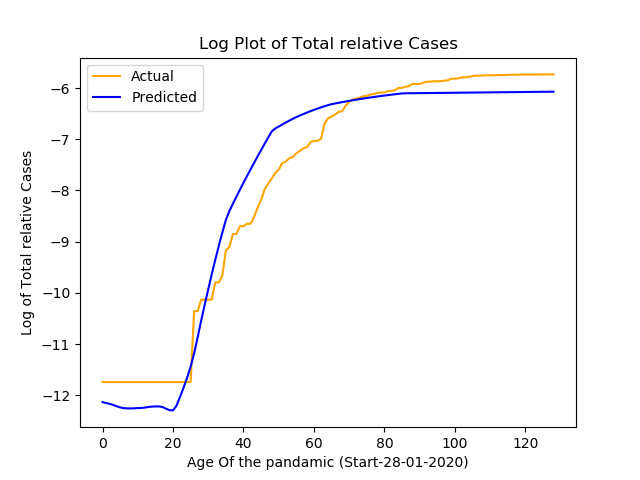 Log Plot of Total relative Cases
Actual
Predicted
Log of Total relative Cases
−6
−7
−8
−9
−10
−11
−12
0 20 40 60 80 100 120
Age Of the pandamic (Start-28-01-2020)